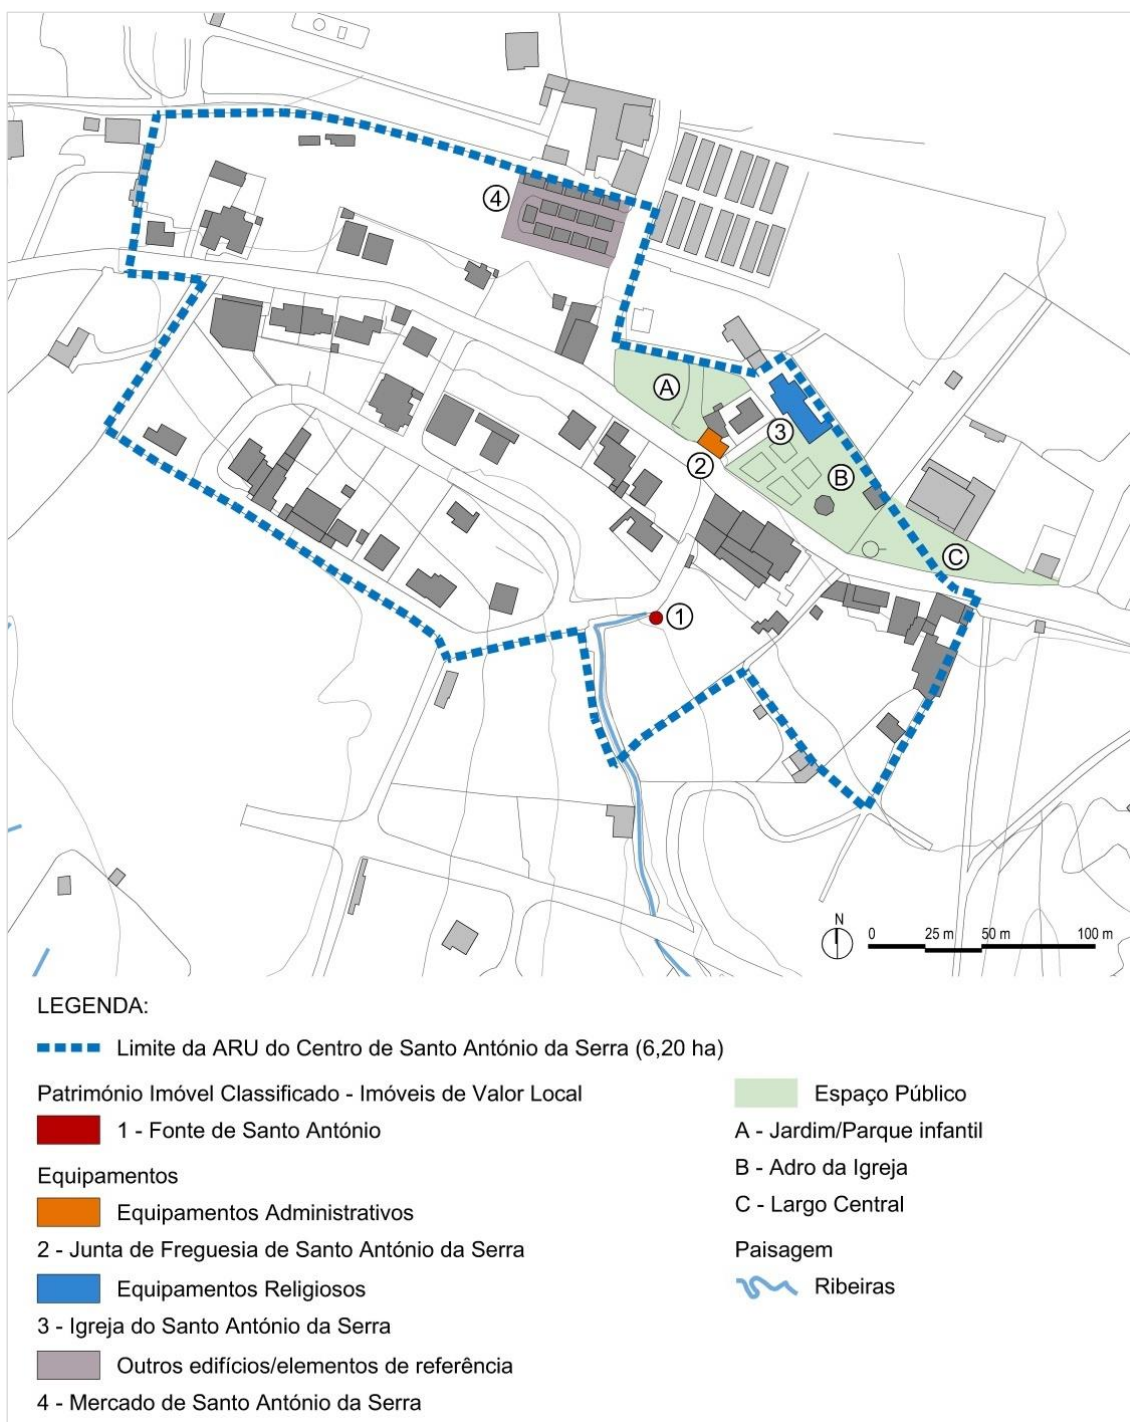 4
A
3
2
B
C
1
N
0 25 m 50 m 100 m
LEGENDA:
Limite da ARU do Centro de Santo António da Serra (6,20 ha)
Património Imóvel Classificado - Imóveis de Valor Local
1 - Fonte de Santo António
Equipamentos
Equipamentos Administrativos
2 - Junta de Freguesia de Santo António da Serra
Equipamentos Religiosos
3 - Igreja do Santo António da Serra
Outros edifícios/elementos de referência
4 - Mercado de Santo António da Serra
Espaço Público
A - Jardim/Parque infantil
B - Adro da Igreja
C - Largo Central
Paisagem
Ribeiras